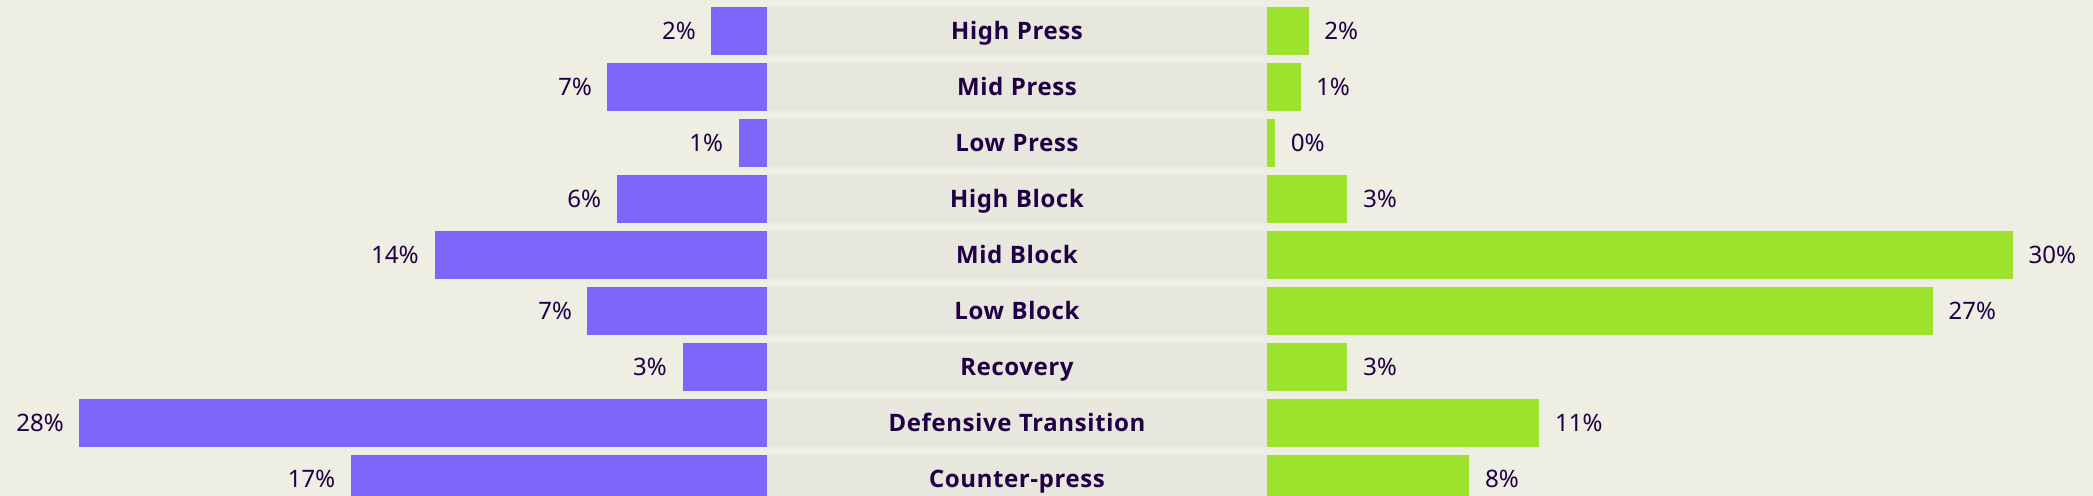 2% High Press 2%
7% Mid Press 1%
1% Low Press 0%
6% High Block 3%
14% Mid Block 30%
7% Low Block 27%
3% Recovery 3%
28% Defensive Transition 11%
17% Counter-press 8%